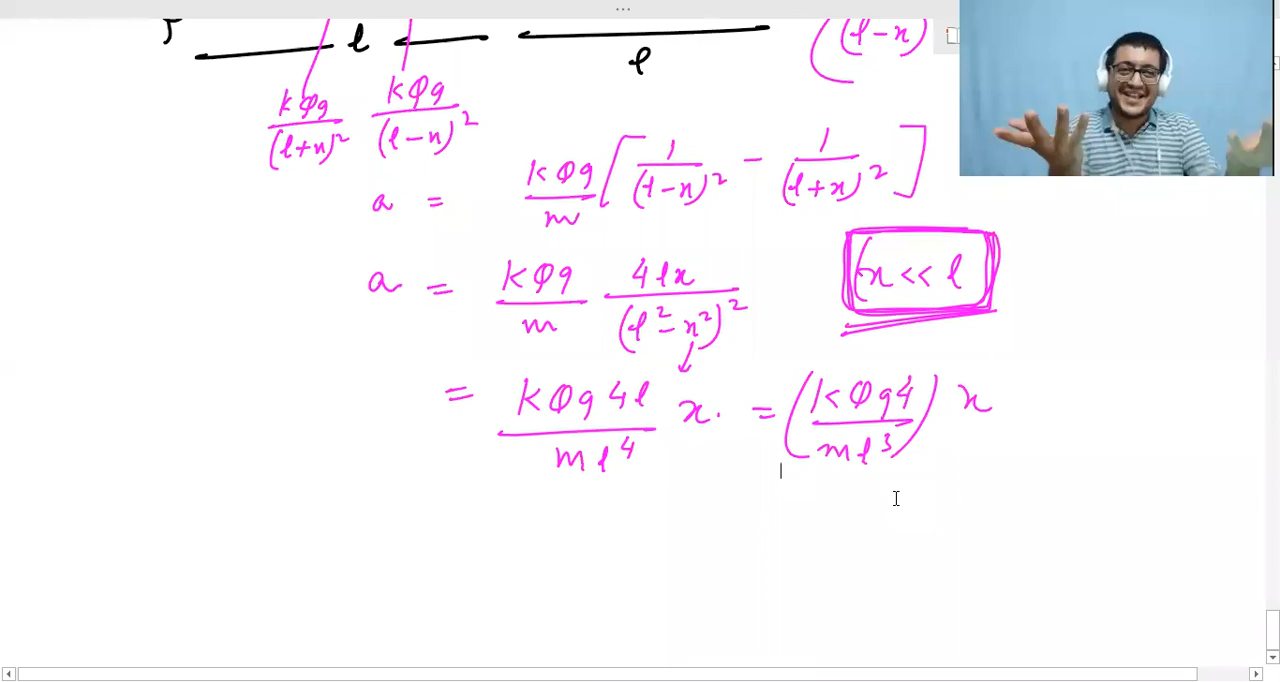 l l (l-x)
kQq/(l+x)² kQq/(l-x)²
a = kQq/m [1/(l-x)² - 1/(l+x)²]
a = kQq/m 4lx/(l²-x²)² (x << l
= kQq4l/ml⁴ x. = (kQq4/ml³) x